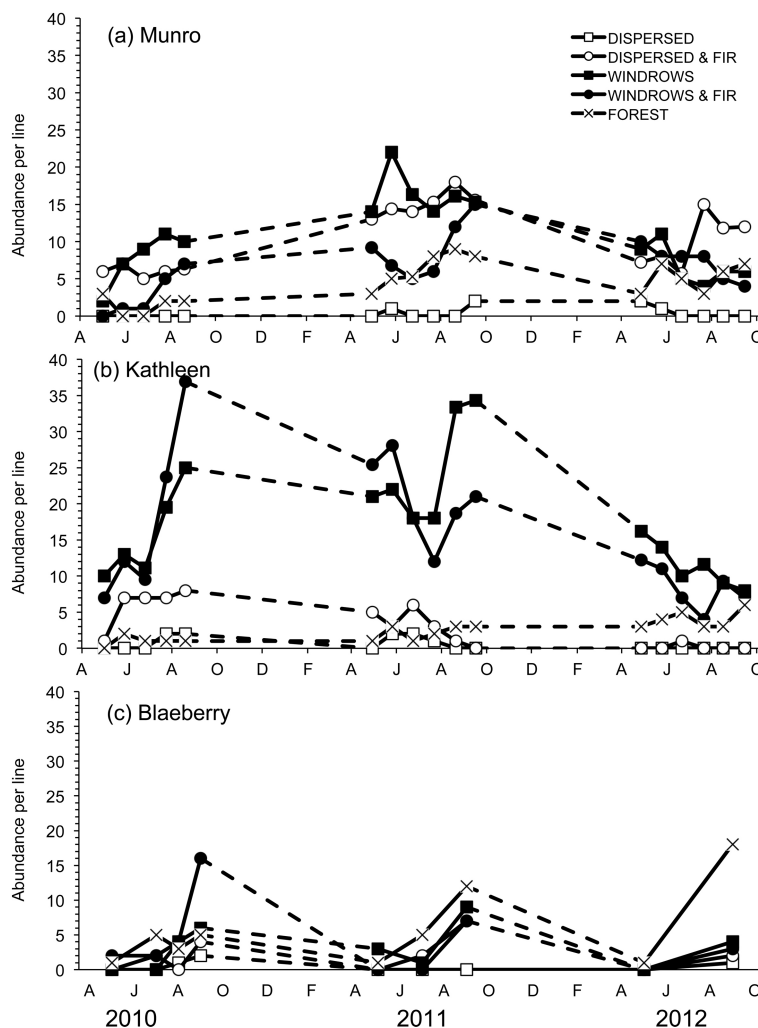 (a) Munro
DISPERSED
DISPERSED & FIR
WINDROWS
WINDROWS & FIR
FOREST
Abundance per line
40
35
30
25
20
15
10
5
0
A J A O D F A J A O D F A J A O
(b) Kathleen
Abundance per line
40
35
30
25
20
15
10
5
0
A J A O D F A J A O D F A J A O
(c) Blaeberry
Abundance per line
40
35
30
25
20
15
10
5
0
A J A O D F A J A O D F A J A O
2010 2011 2012